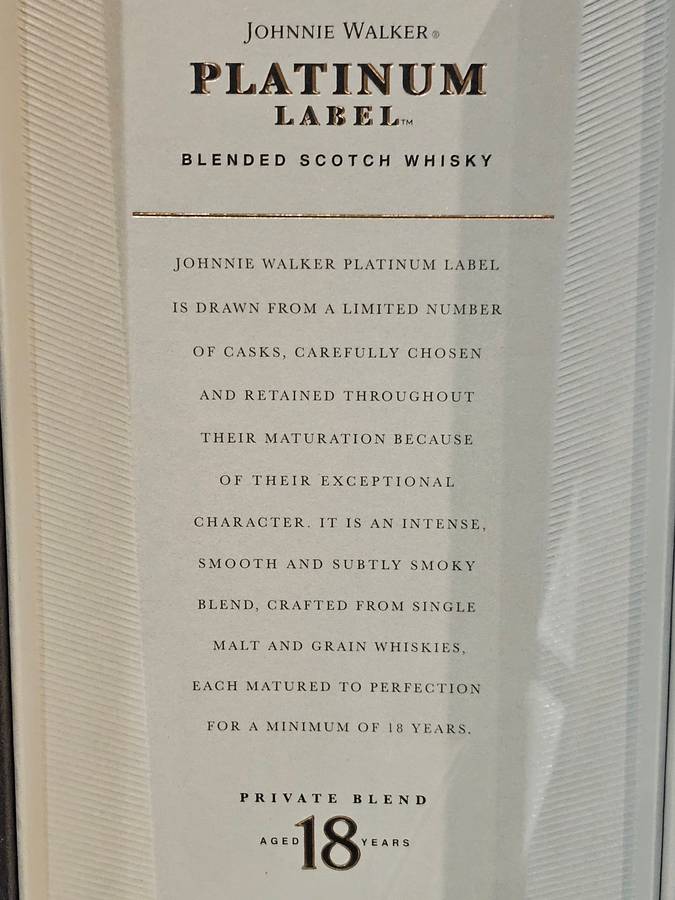 JOHNNIE WALKER®
PLATINUM
LABEL™
BLENDED SCOTCH WHISKY
JOHNNIE WALKER PLATINUM LABEL
IS DRAWN FROM A LIMITED NUMBER
OF CASKS, CAREFULLY CHOSEN
AND RETAINED THROUGHOUT
THEIR MATURATION BECAUSE
OF THEIR EXCEPTIONAL
CHARACTER. IT IS AN INTENSE,
SMOOTH AND SUBTLY SMOKY
BLEND, CRAFTED FROM SINGLE
MALT AND GRAIN WHISKIES,
EACH MATURED TO PERFECTION
FOR A MINIMUM OF 18 YEARS.
PRIVATE BLEND
AGED 18 YEARS